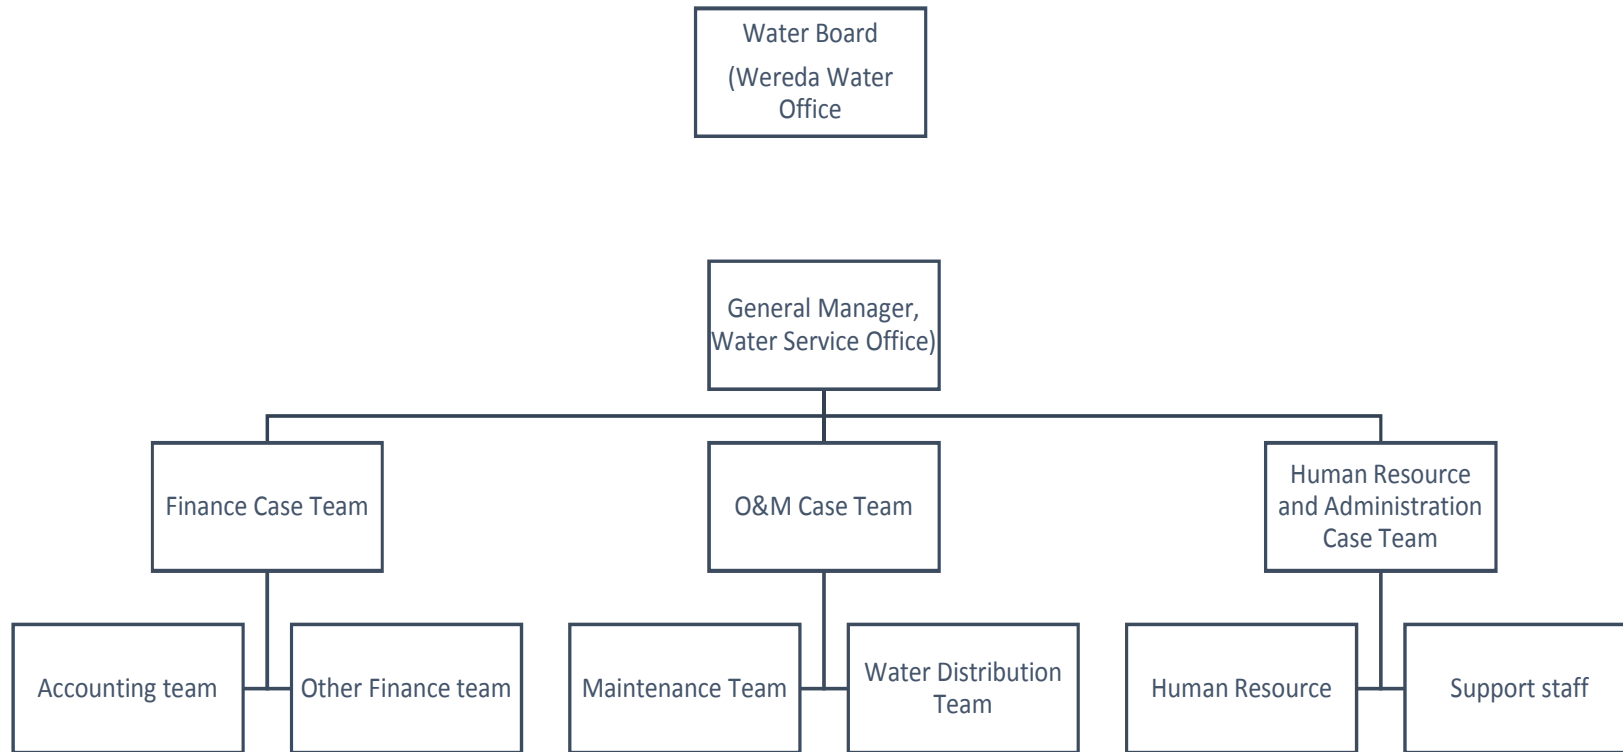 Water Board
(Wereda Water
Office
General Manager,
Water Service Office)
Finance Case Team
O&M Case Team
Human Resource
and Administration
Case Team
Accounting team
Other Finance team
Maintenance Team
Water Distribution
Team
Human Resource
Support staff